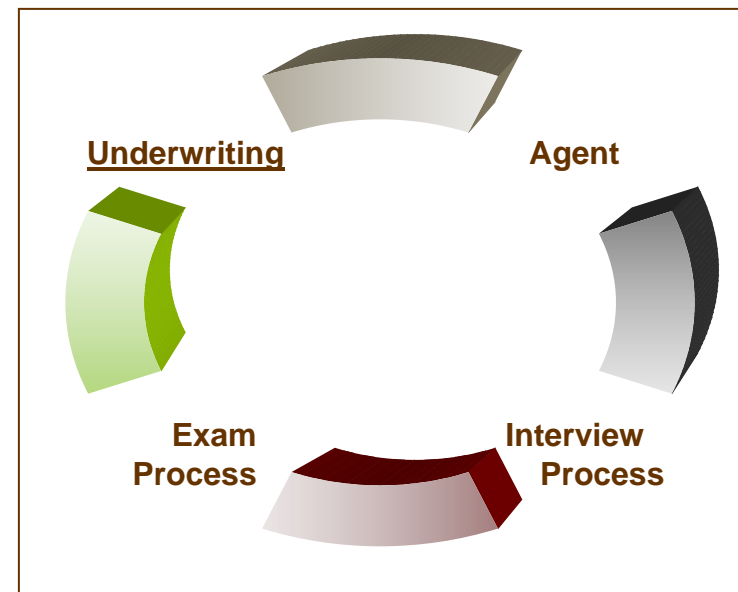 Underwriting
Agent
Exam
Process
Interview
Process